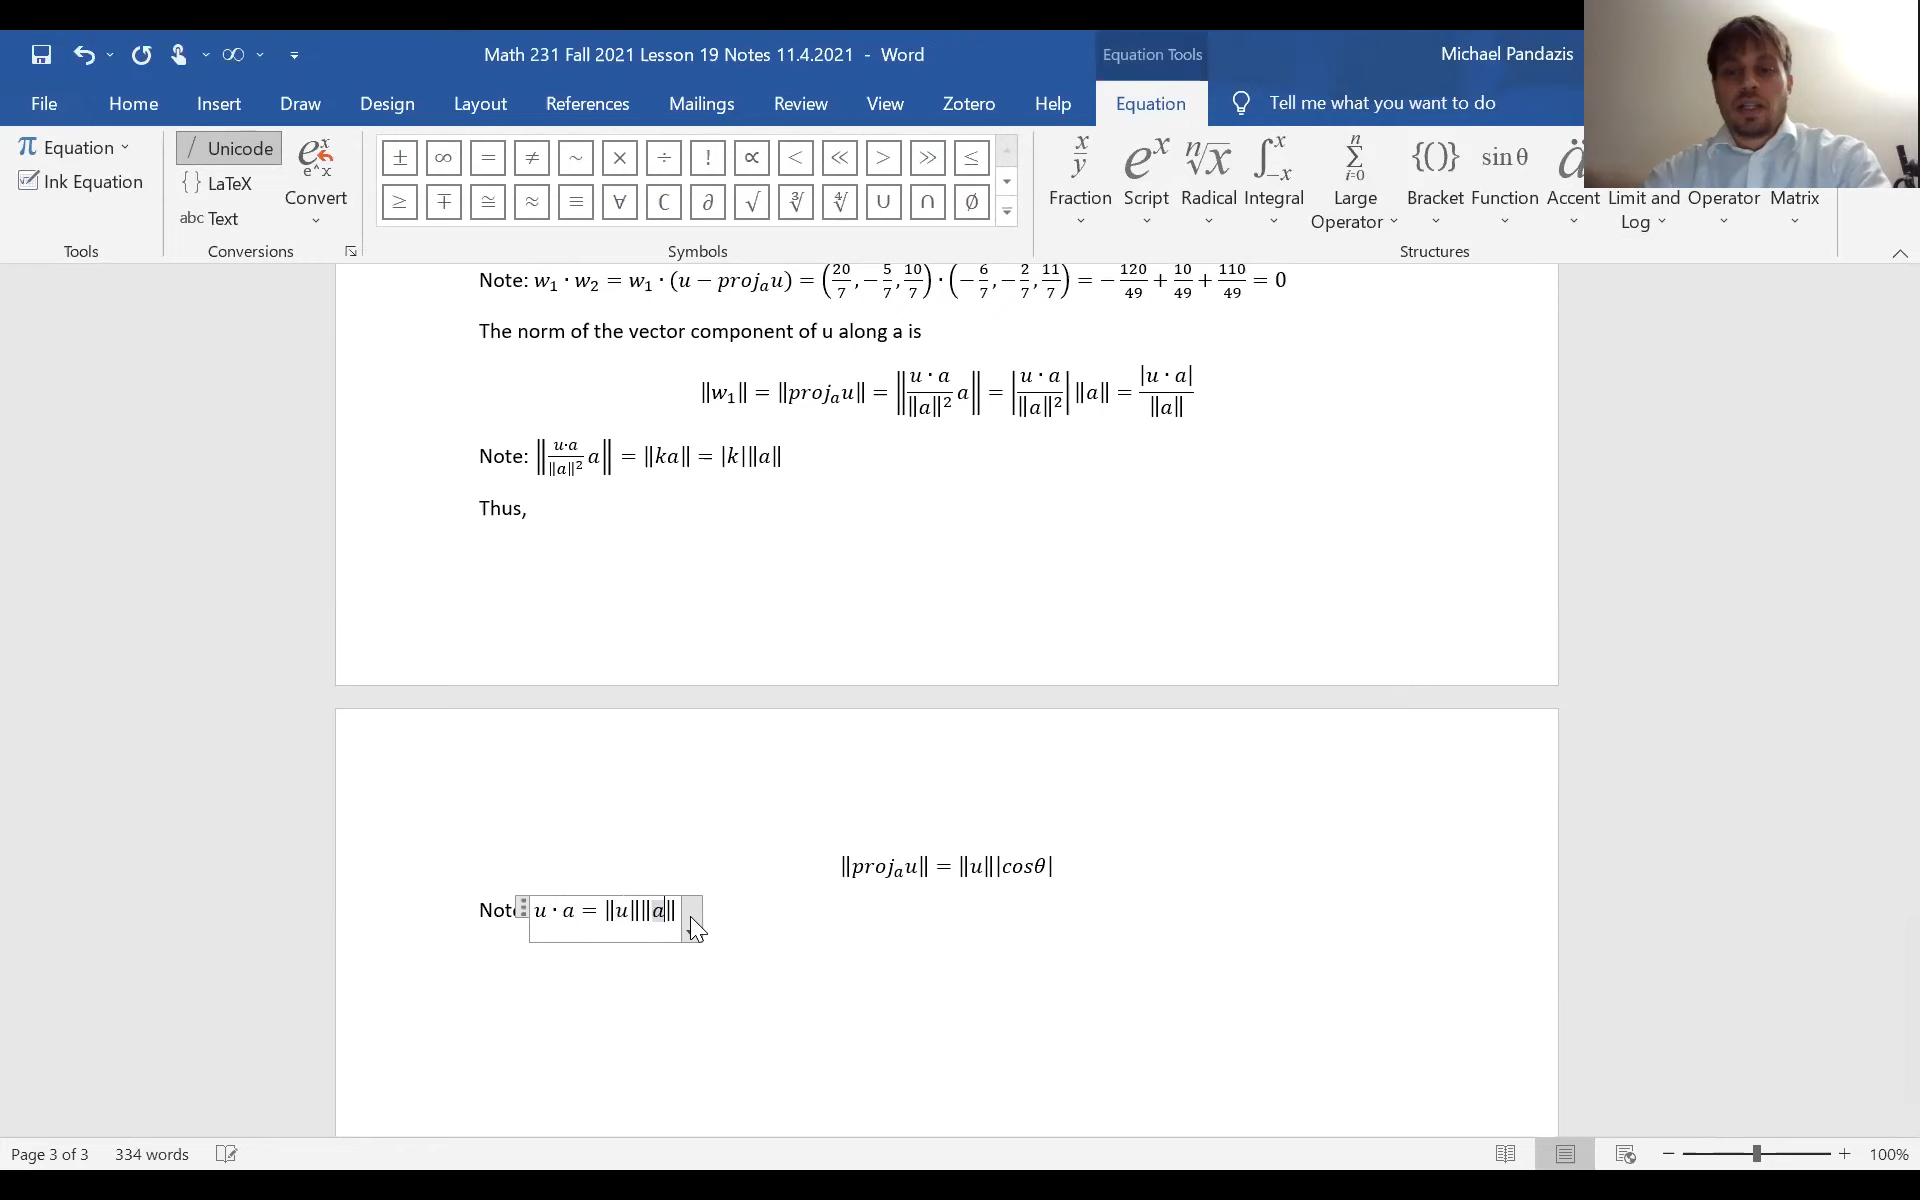 Math 231 Fall 2021 Lesson 19 Notes 11.4.2021 - Word
Equation Tools
Michael Pandazis
File Home Insert Draw Design Layout References Mailings Review View Zotero Help Equation Tell me what you want to do
π Equation
Ink Equation
Tools
/ Unicode
{} LaTeX
abc Text
eˣ
e^x
Convert
Conversions
± ∞ = ≠ ~ × ÷ ! ∝ < ≪ > ≫ ≤
≥ ∓ ≅ ≈ ≡ ∀ ∁ ∂ √ ∛ ∜ ∪ ∩ ∅
Symbols
x/y eˣ ⁿ√x ∫₋ₓˣ ∑ᵢ₌₀ⁿ {()} sinθ ä
Fraction Script Radical Integral Large Operator Bracket Function Accent Limit and Log Operator Matrix
Structures
Note: w₁ · w₂ = w₁ · (u − projₐu) = (20/7, −5/7, 10/7) · (−6/7, −2/7, 11/7) = −120/49 + 10/49 + 110/49 = 0
The norm of the vector component of u along a is
‖w₁‖ = ‖projₐu‖ = ‖(u · a)/‖a‖² a‖ = |(u · a)/‖a‖²| ‖a‖ = |u · a|/‖a‖
Note: ‖(u·a)/‖a‖² a‖ = ‖ka‖ = |k|‖a‖
Thus,
‖projₐu‖ = ‖u‖|cosθ|
Note u · a = ‖u‖‖a‖
Page 3 of 3 334 words
− + 100%